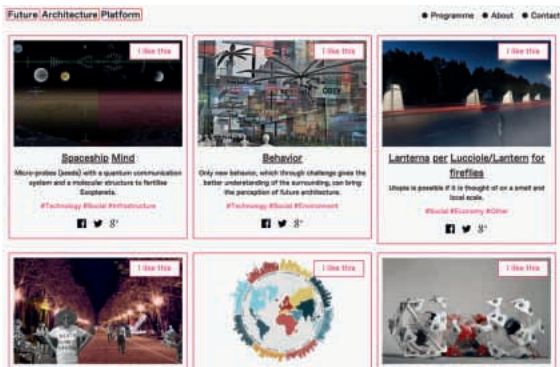 Future Architecture Platform
Programme About Contact
I like this
I like this
I like this
Spaceship Mind
Micro-probes (seeds) with a quantum communication
system and a molecular structure to fertilise
Exoplanets.
#Technology #Social #Infrastructure
Behavior
OBEY
Only new behavior, which through challenge gives the
better understanding of the surrounding, can bring
the perception of future architecture.
#Technology #Social #Environment
Lanterna per Lucciole/Lantern for
fireflies
Utopia is possible if it is thought of on a small and
local scale.
#Social #Economy #Other
I like this
I like this
I like this